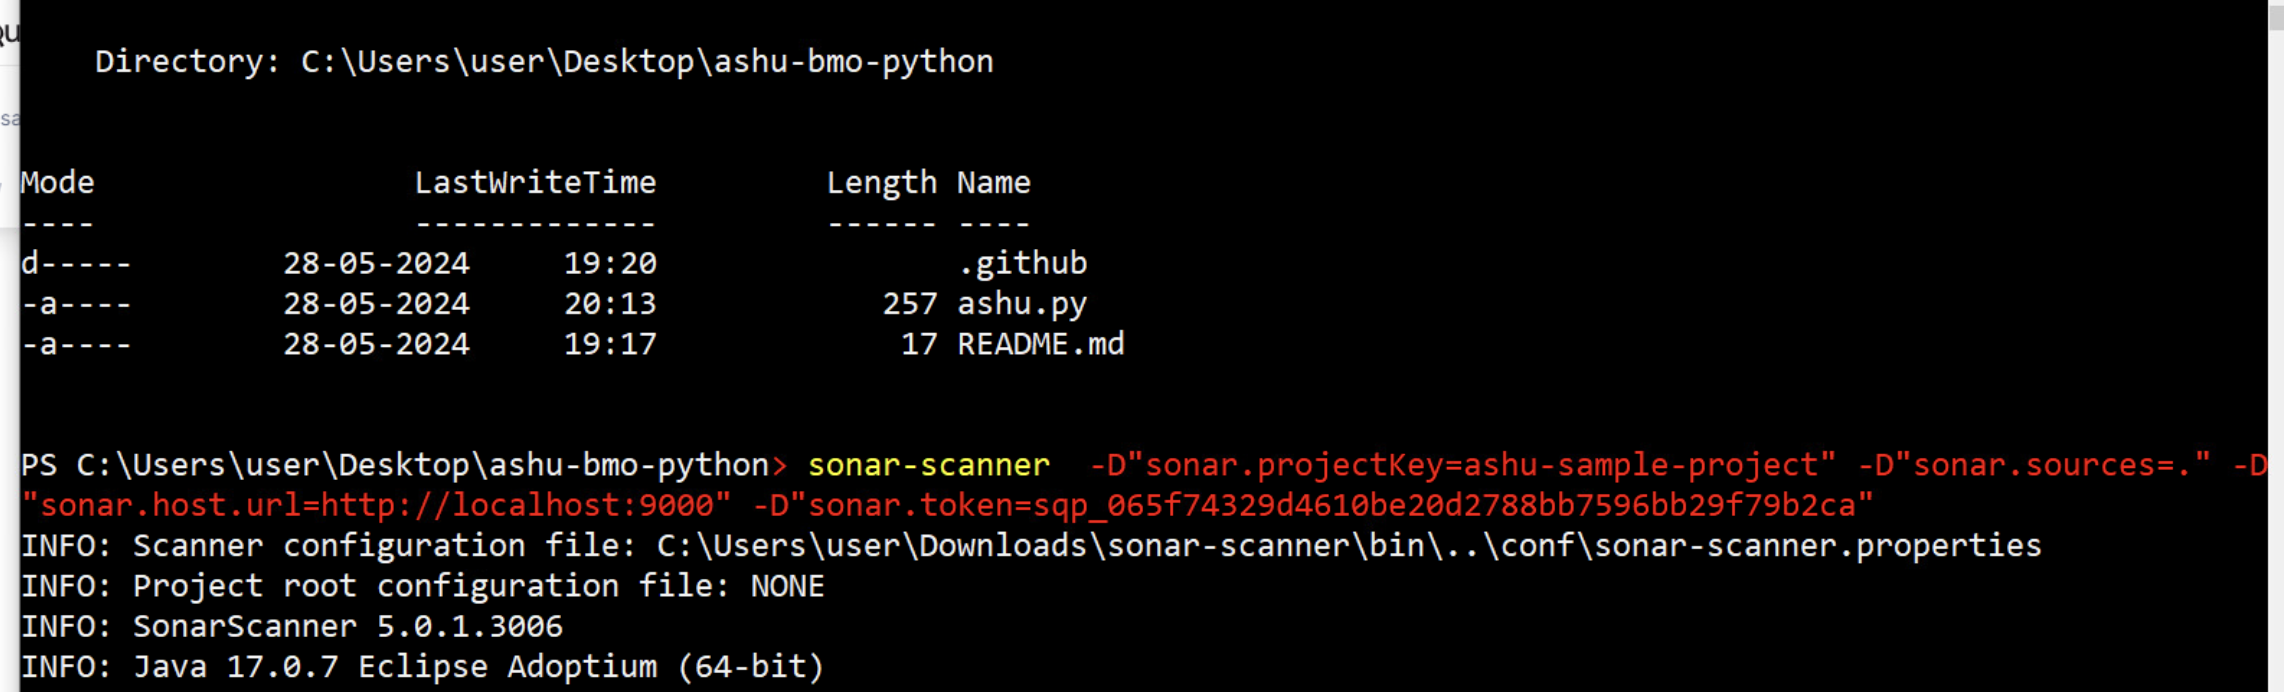 Directory: C:\Users\user\Desktop\ashu-bmo-python
Mode                 LastWriteTime         Length Name
----                 -------------         ------ ----
d-----        28-05-2024     19:20                .github
-a----        28-05-2024     20:13            257 ashu.py
-a----        28-05-2024     19:17             17 README.md
PS C:\Users\user\Desktop\ashu-bmo-python> sonar-scanner  -D"sonar.projectKey=ashu-sample-project" -D"sonar.sources=." -D
"sonar.host.url=http://localhost:9000" -D"sonar.token=sqp_065f74329d4610be20d2788bb7596bb29f79b2ca"
INFO: Scanner configuration file: C:\Users\user\Downloads\sonar-scanner\bin\..\conf\sonar-scanner.properties
INFO: Project root configuration file: NONE
INFO: SonarScanner 5.0.1.3006
INFO: Java 17.0.7 Eclipse Adoptium (64-bit)